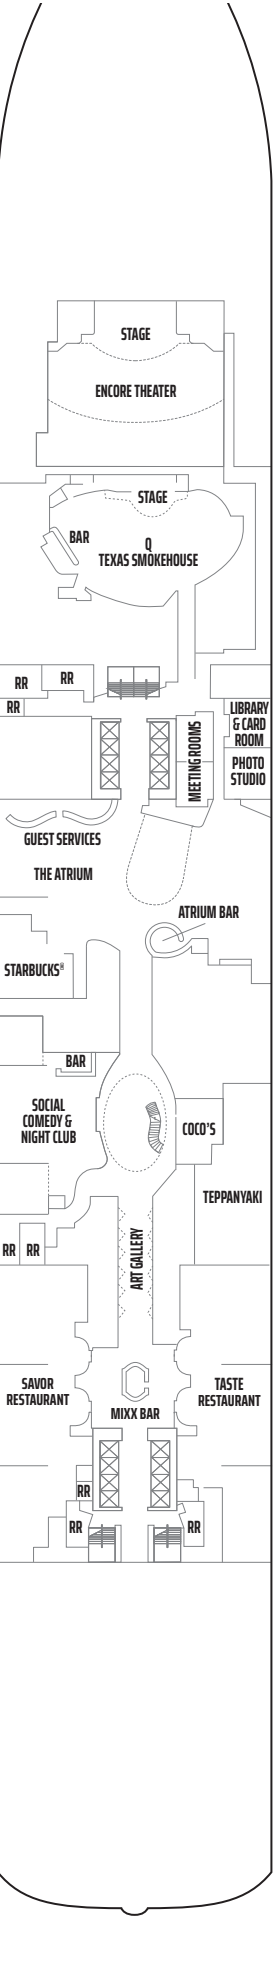 STAGE
ENCORE THEATER
STAGE
BAR
Q
TEXAS SMOKEHOUSE
RR
RR
RR
LIBRARY
& CARD
ROOM
MEETING ROOMS
PHOTO
STUDIO
GUEST SERVICES
THE ATRIUM
ATRIUM BAR
STARBUCKS®
BAR
SOCIAL
COMEDY &
NIGHT CLUB
COCO'S
TEPPANYAKI
ART GALLERY
RR
RR
SAVOR
RESTAURANT
TASTE
RESTAURANT
MIXX BAR
RR
RR
RR